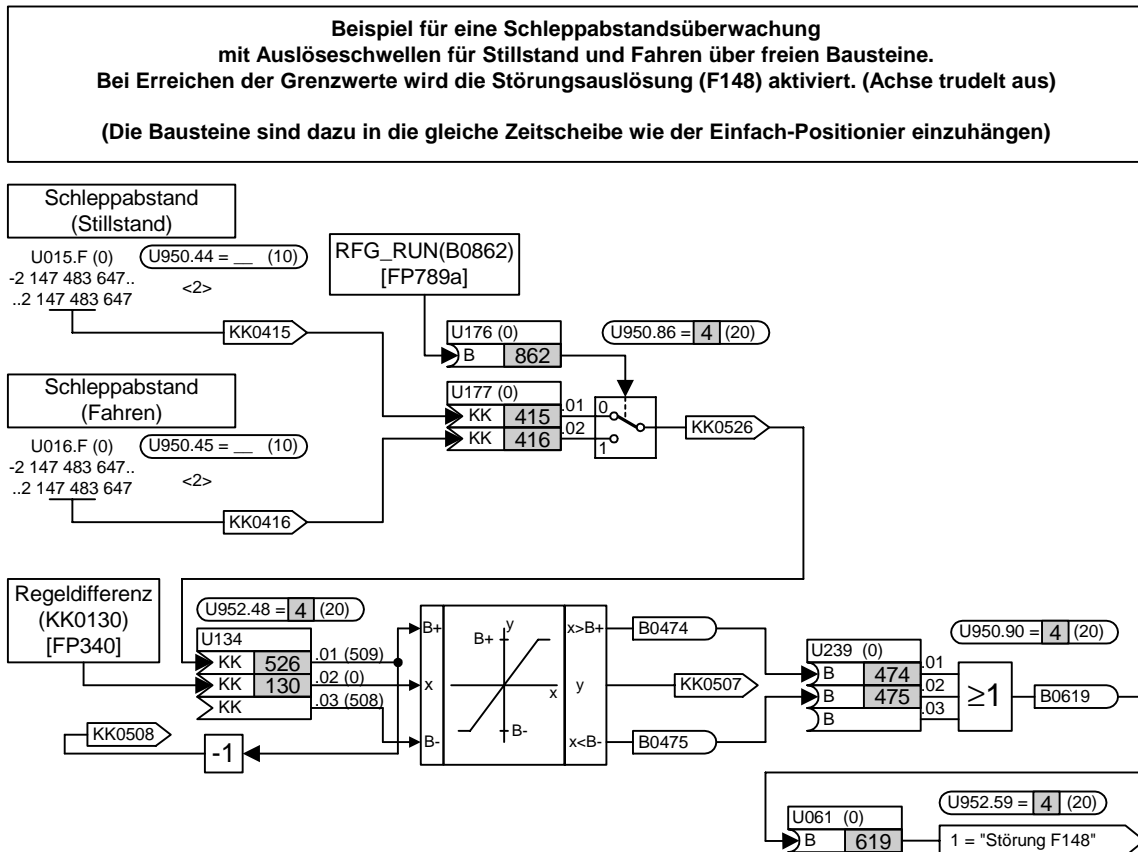 Beispiel für eine Schleppabstandsüberwachung
mit Auslöseschwellen für Stillstand und Fahren über freien Bausteine.
Bei Erreichen der Grenzwerte wird die Störungsauslösung (F148) aktiviert. (Achse trudelt aus)
(Die Bausteine sind dazu in die gleiche Zeitscheibe wie der Einfach-Positionier einzuhängen)
Schleppabstand
(Stillstand)
U015.F (0)
-2 147 483 647..
..2 147 483 647
U950.44 = __ (10)
<2>
KK0415
RFG_RUN(B0862)
[FP789a]
U176 (0)
B 862
U950.86 = 4 (20)
Schleppabstand
(Fahren)
U016.F (0)
-2 147 483 647..
..2 147 483 647
U950.45 = __ (10)
<2>
KK0416
U177 (0)
KK 415 .01
KK 416 .02
0
1
KK0526
Regeldifferenz
(KK0130)
[FP340]
U952.48 = 4 (20)
U134
KK 526 .01 (509)
KK 130 .02 (0)
KK .03 (508)
KK0508
-1
B+
x
B-
B+
y
x
B-
x>B+
y
x<B-
B0474
KK0507
B0475
U950.90 = 4 (20)
U239 (0)
B 474 .01
B 475 .02
B .03
≥1
B0619
U952.59 = 4 (20)
U061 (0)
B 619
1 = "Störung F148"